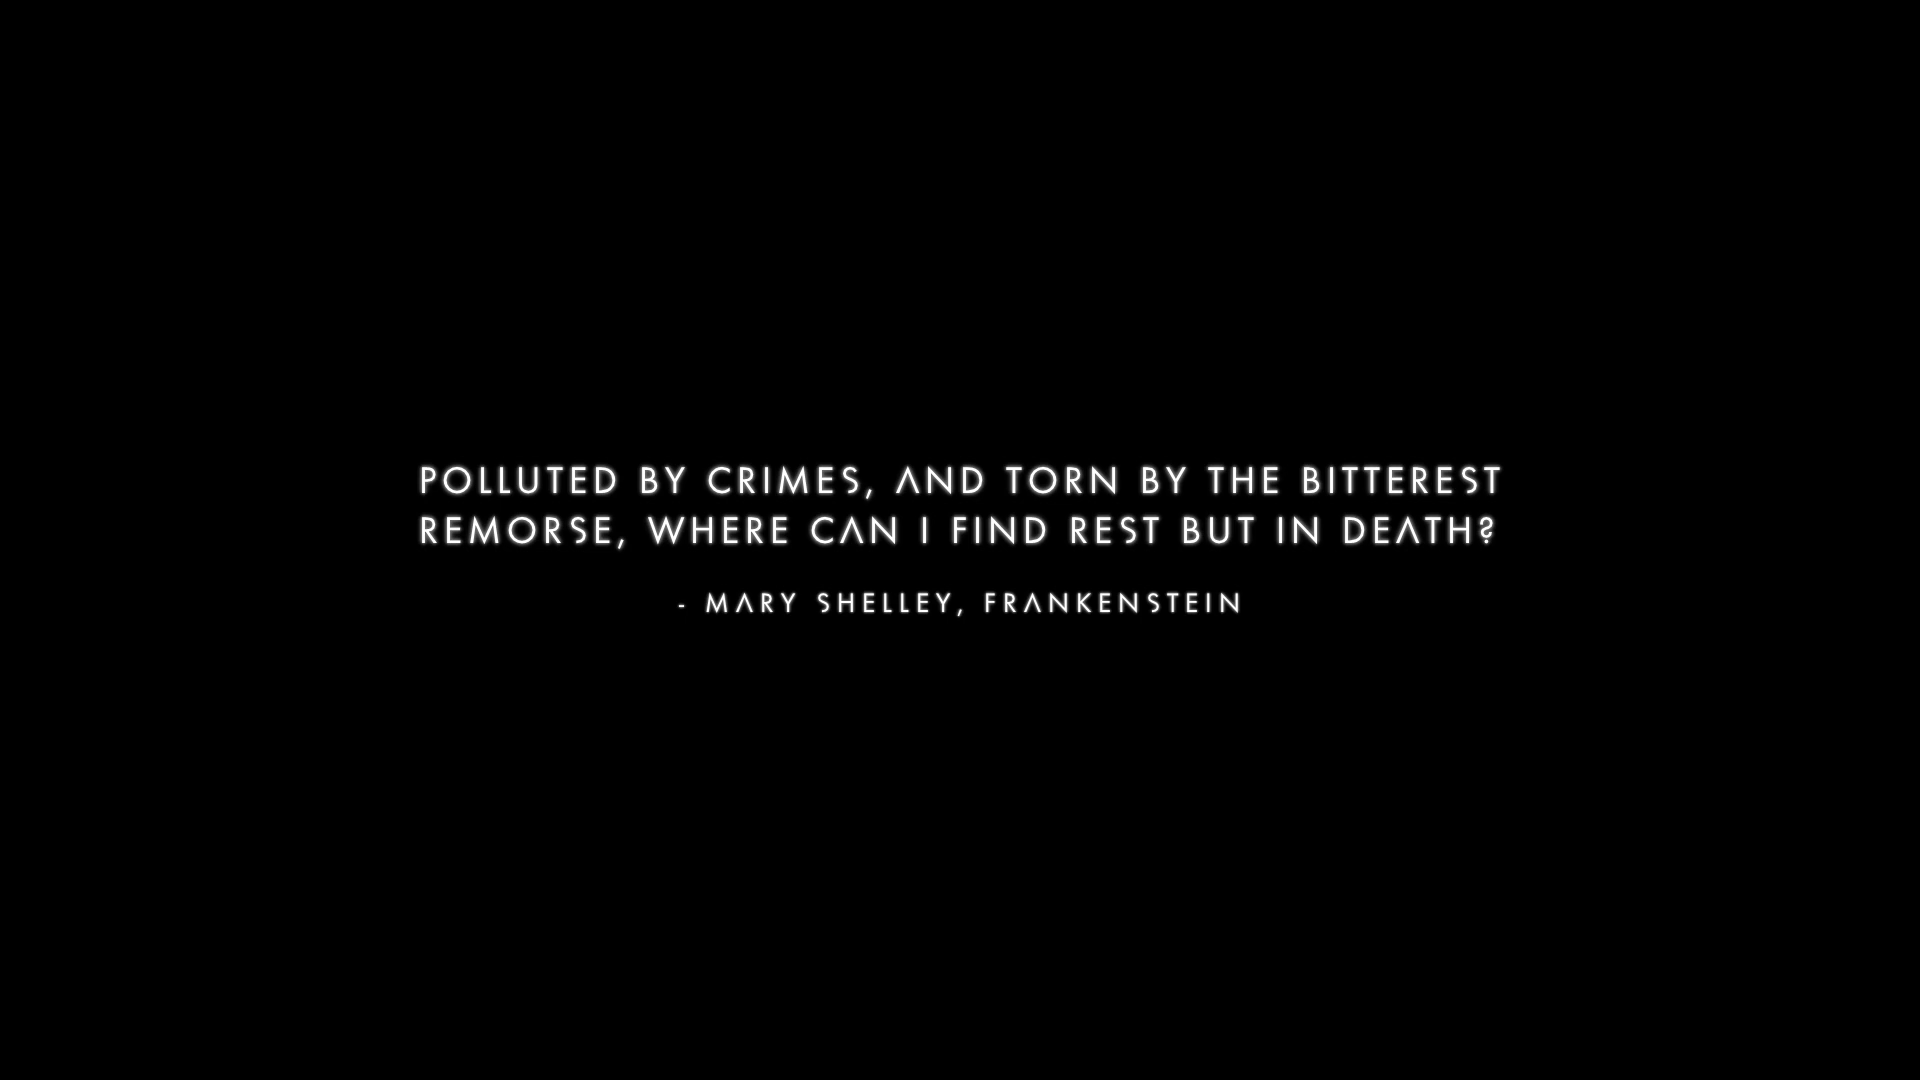 POLLUTED BY CRIMES, AND TORN BY THE BITTEREST
REMORSE, WHERE CAN I FIND REST BUT IN DEATH?
- MARY SHELLEY, FRANKENSTEIN